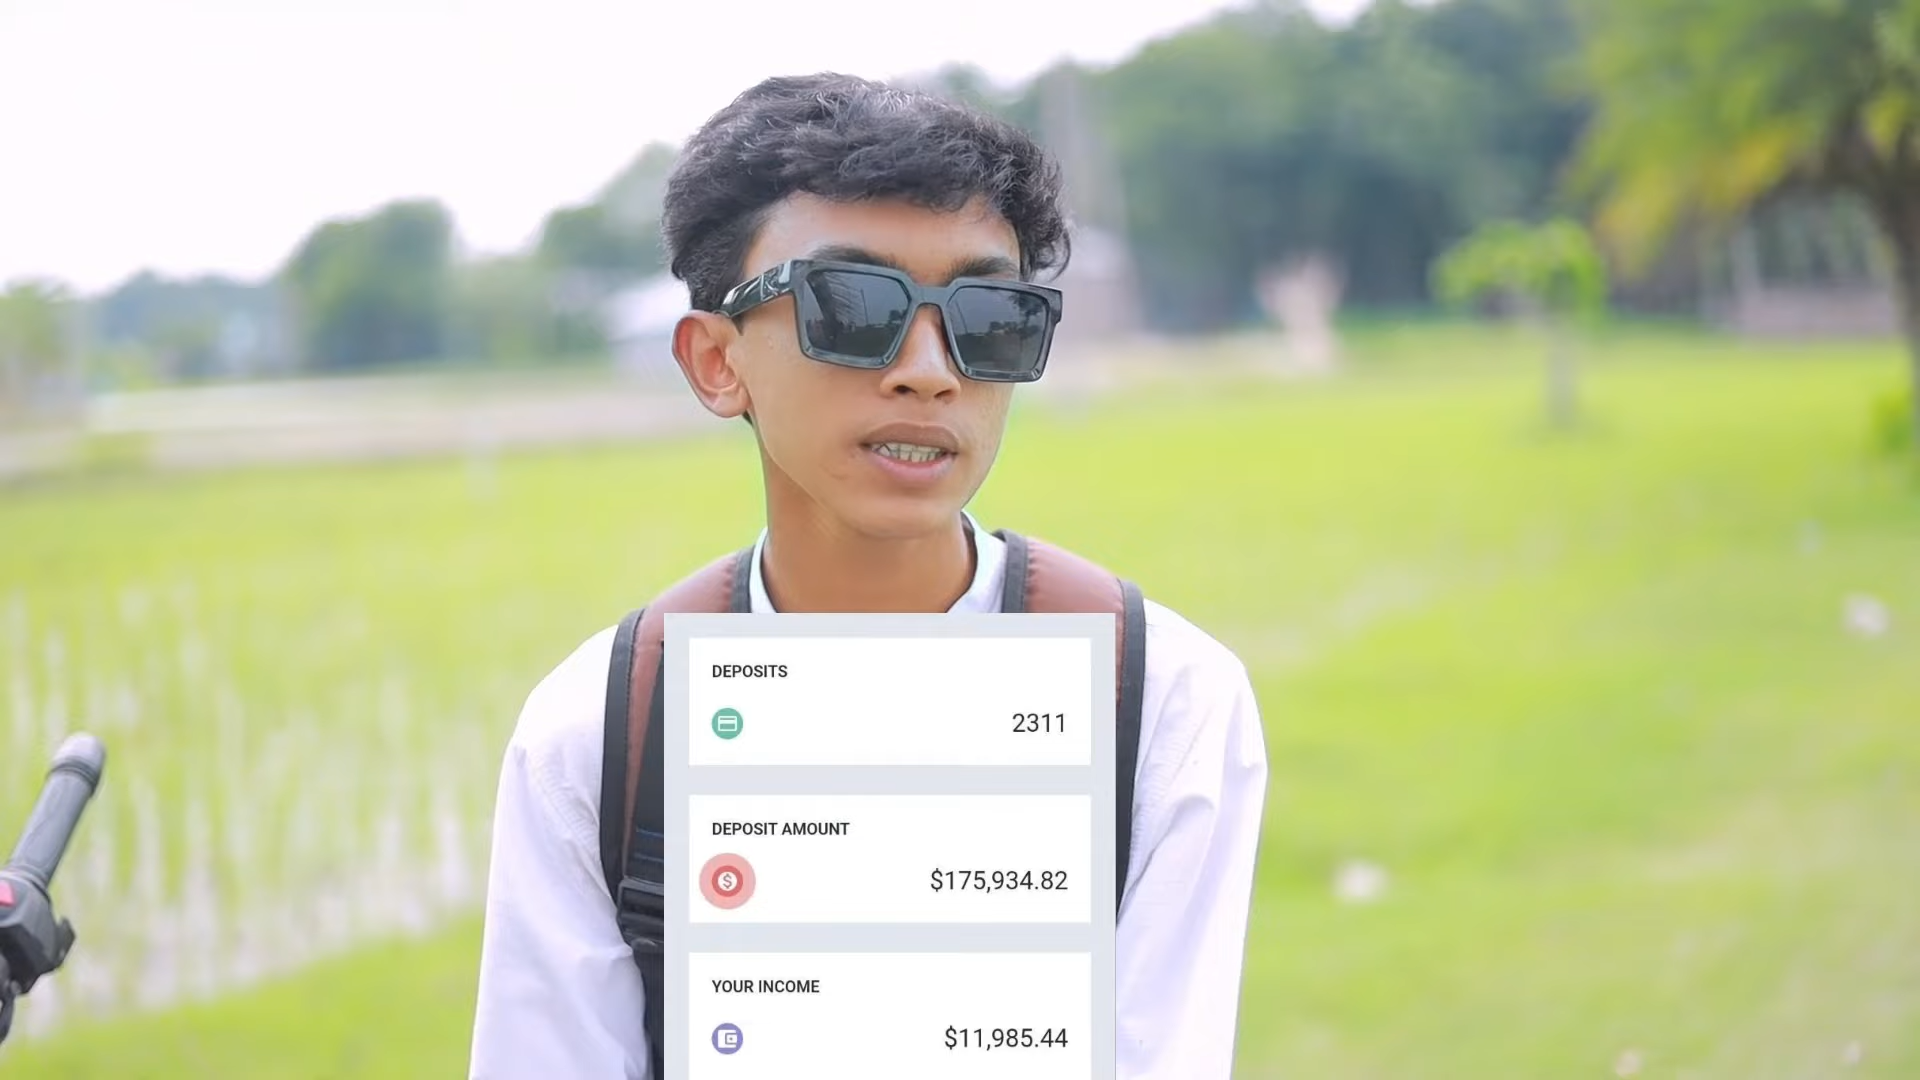 DEPOSITS
2311
DEPOSIT AMOUNT
$175,934.82
YOUR INCOME
$11,985.44